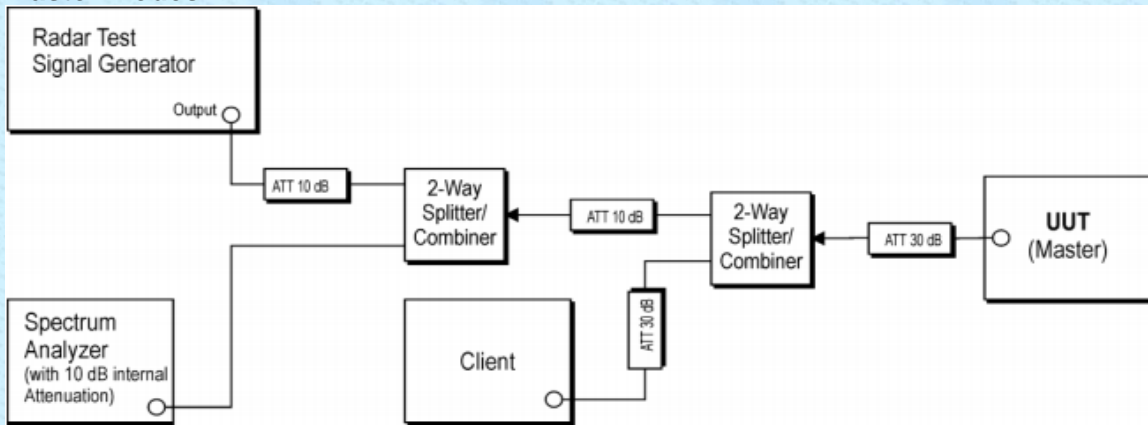 Radar Test
Signal Generator
Output
ATT 10 dB
2-Way
Splitter/
Combiner
ATT 10 dB
2-Way
Splitter/
Combiner
ATT 30 dB
UUT
(Master)
ATT 30 dB
Spectrum
Analyzer
(with 10 dB internal
Attenuation)
Client